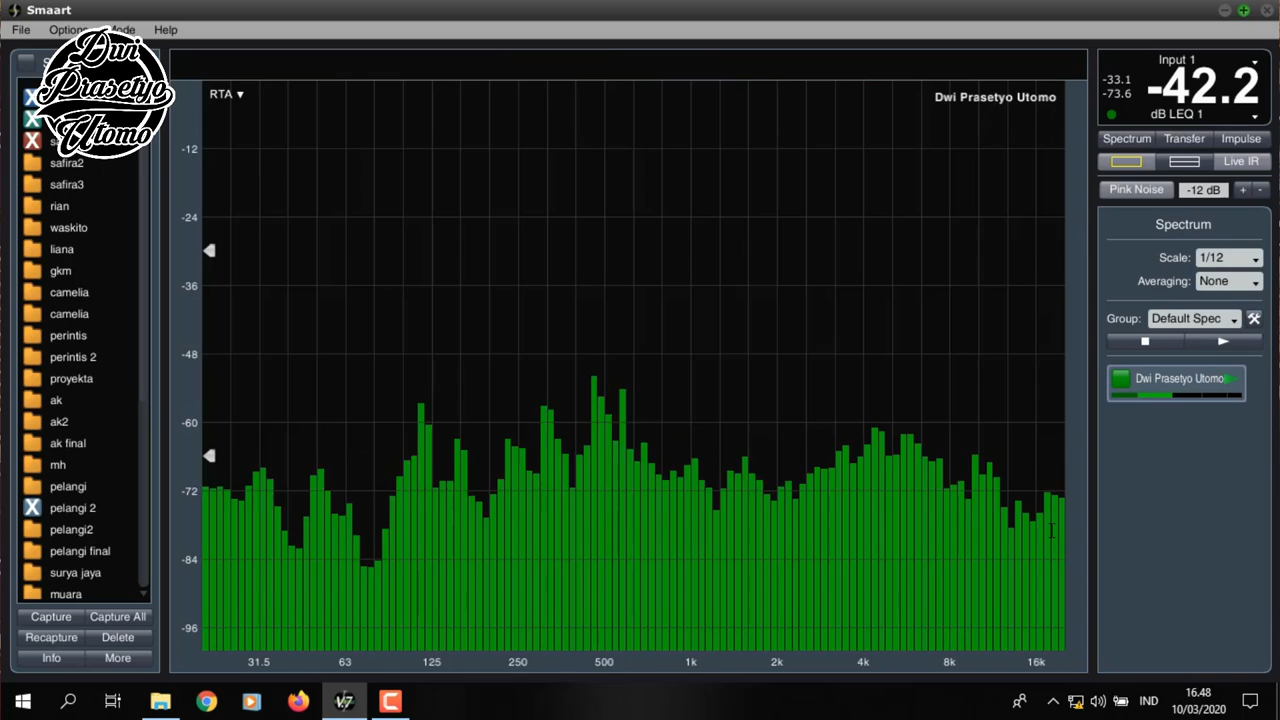 Smaart
File Options Mode Help
Dwi
Prasetyo
Utomo
safira2
safira3
rian
waskito
liana
gkm
camelia
camelia
perintis
perintis 2
proyekta
ak
ak2
ak final
mh
pelangi
pelangi 2
pelangi2
pelangi final
surya jaya
muara
Capture Capture All
Recapture Delete
Info More
RTA
Dwi Prasetyo Utomo
-12
-24
-36
-48
-60
-72
-84
-96
31.5 63 125 250 500 1k 2k 4k 8k 16k
Input 1
-33.1
-73.6
-42.2
dB LEQ 1
Spectrum Transfer Impulse
Live IR
Pink Noise -12 dB + -
Spectrum
Scale: 1/12
Averaging: None
Group: Default Spec
Dwi Prasetyo Utomo
V7
IND
16.48
10/03/2020